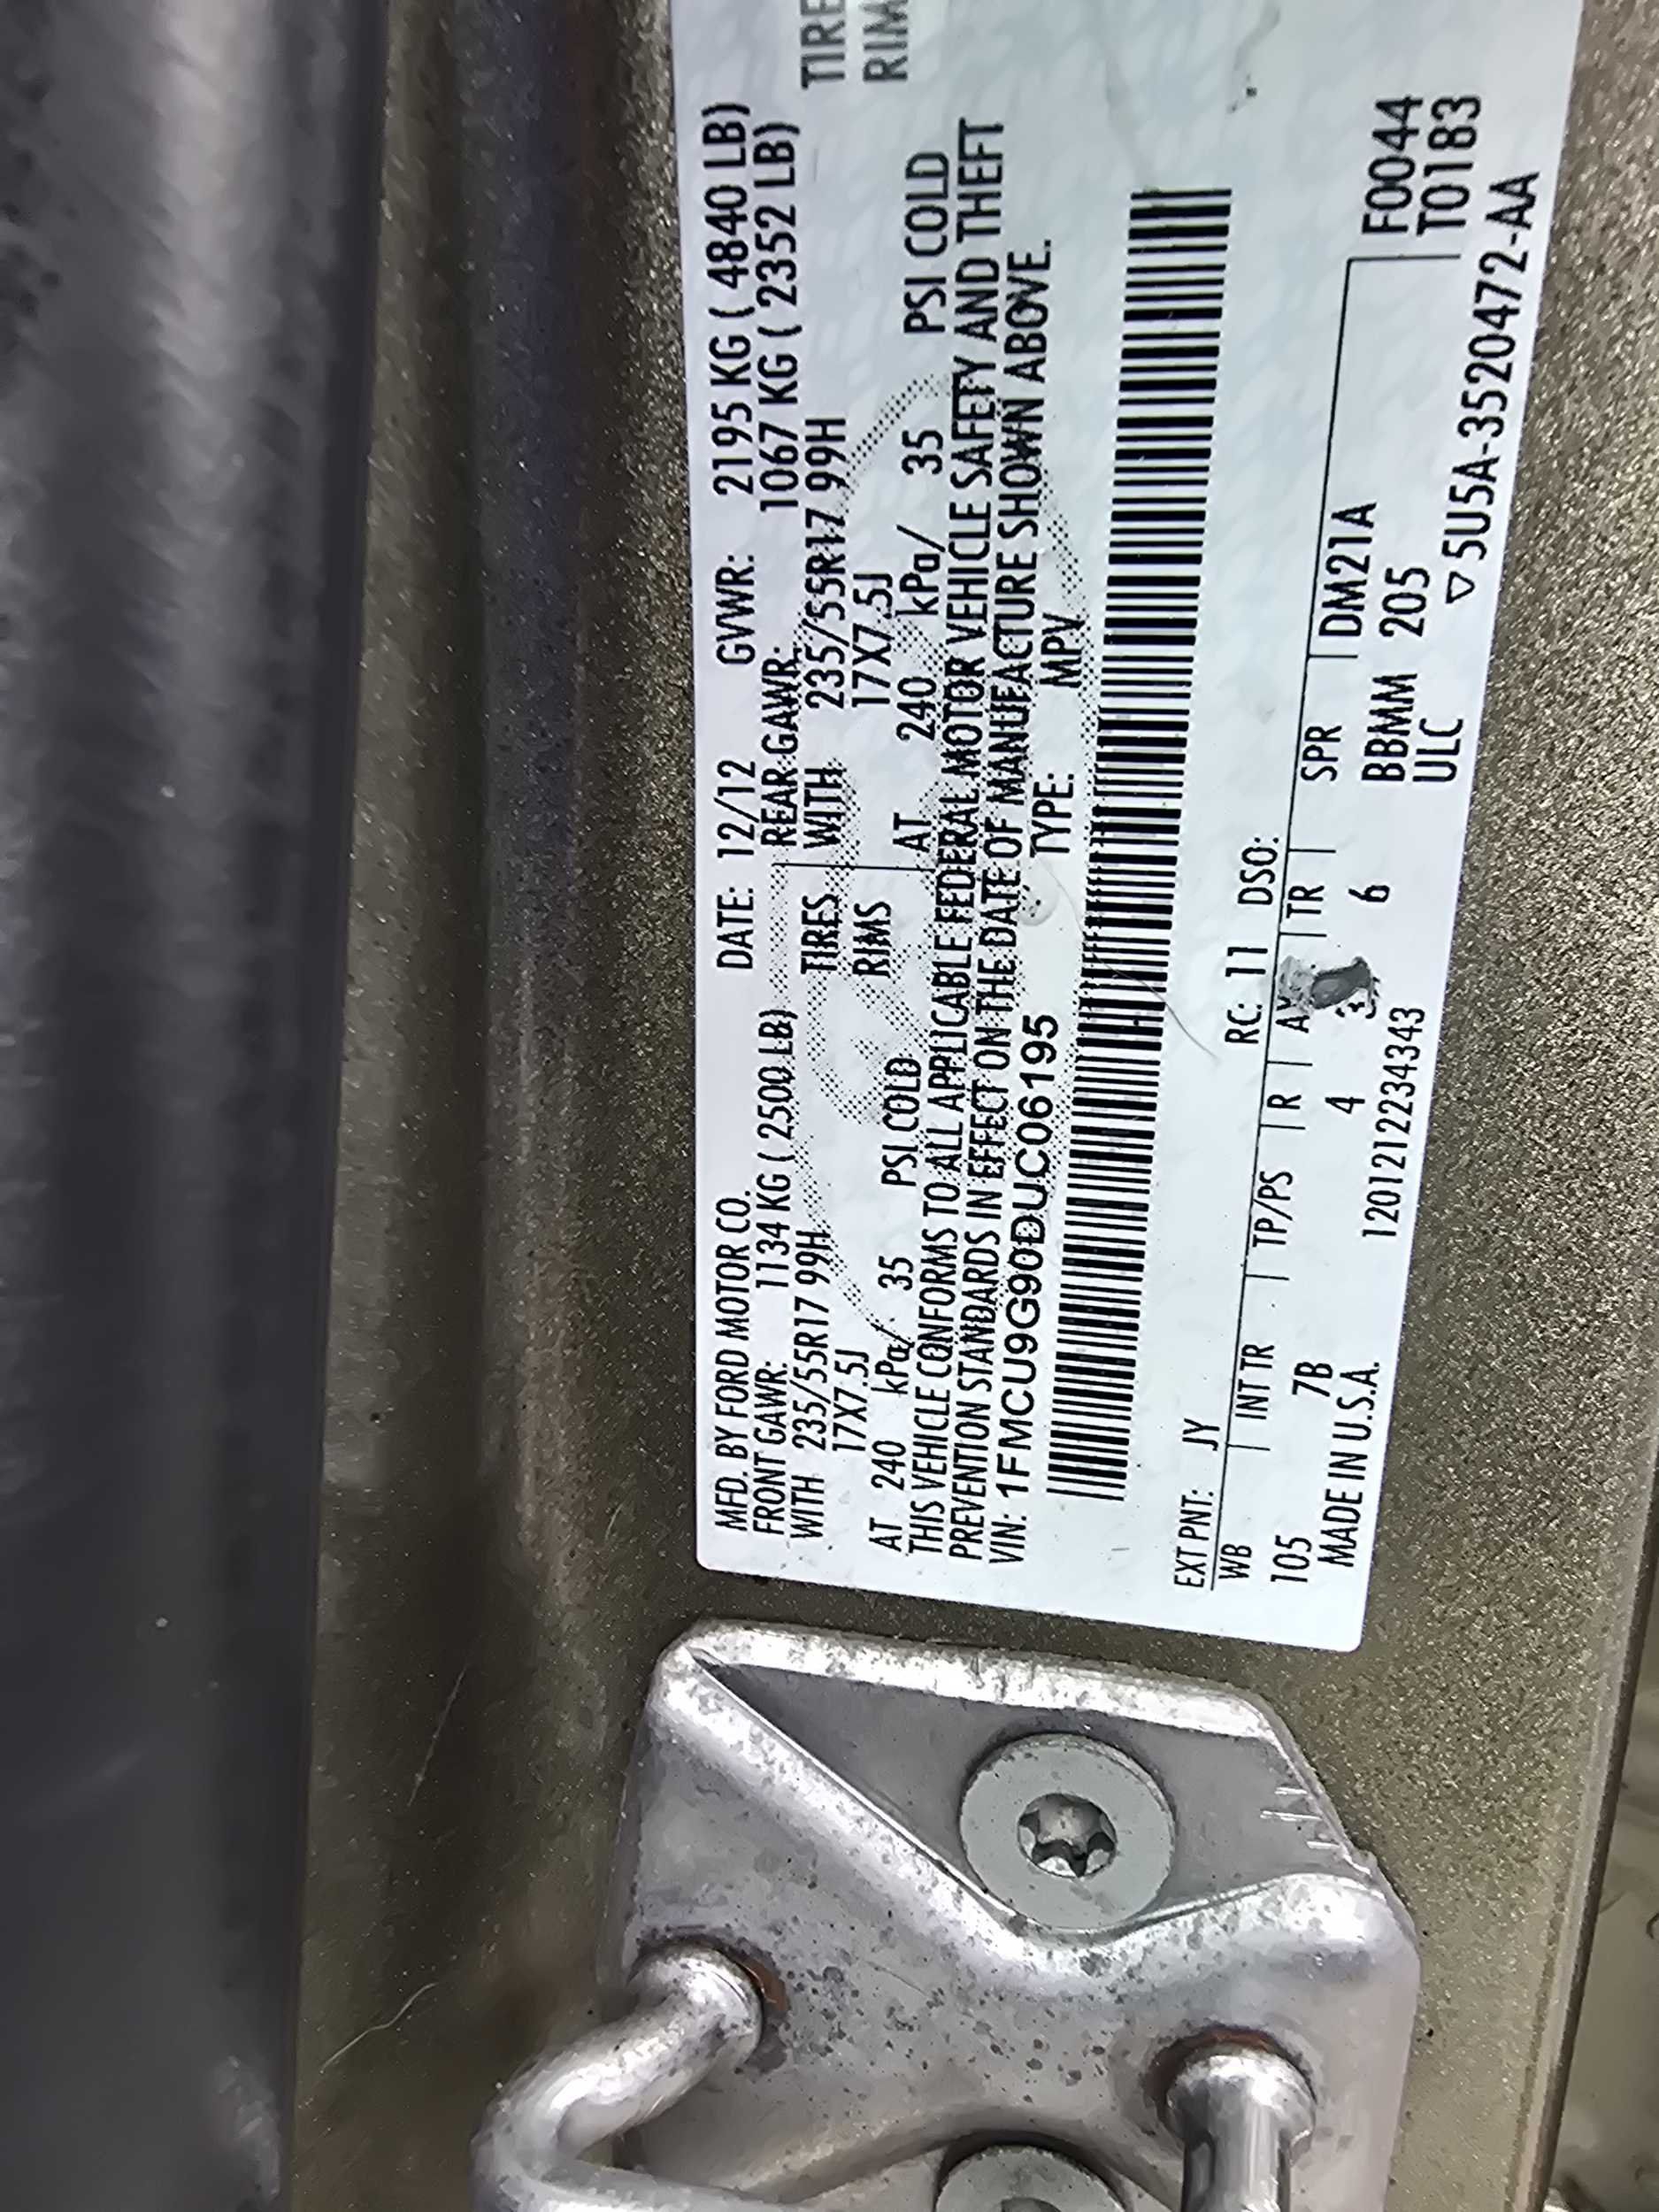 MFD. BY FORD MOTOR CO. DATE: 12/12 GVWR: 2195 KG ( 4840 LB)
FRONT GAWR: 1134 KG ( 2500 LB) REAR GAWR: 1067 KG ( 2352 LB)
WITH 235/55R17 99H TIRES WITH 235/55R17 99H TIRE
17X7.5J RIMS 17X7.5J RIM
AT 240 kPa/ 35 PSI COLD AT 240 kPa/ 35 PSI COLD
THIS VEHICLE CONFORMS TO ALL APPLICABLE FEDERAL MOTOR VEHICLE SAFETY AND THEFT
PREVENTION STANDARDS IN EFFECT ON THE DATE OF MANUFACTURE SHOWN ABOVE.
VIN: 1FMCU9G90DUC06195 TYPE: MPV
EXT PNT: JY RC: 11 DSO:
WB INT TR TP/PS R AX TR SPR DM21A F0044
105 7B 4 3 6 BBMM 205 T0183
MADE IN U.S.A. 12012122234343 ULC ▽ 5U5A-3520472-AA